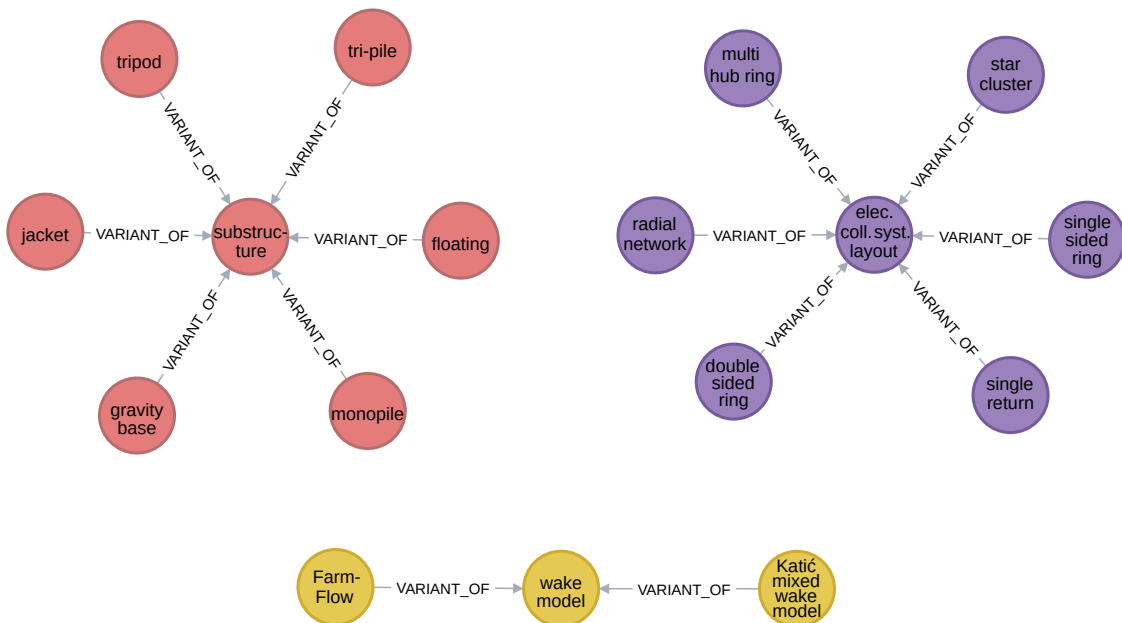 tripod
VARIANT_OF
tri-pile
VARIANT_OF
jacket
VARIANT_OF
substruc-
ture
VARIANT_OF
floating
VARIANT_OF
gravity
base
VARIANT_OF
monopile
multi
hub ring
VARIANT_OF
star
cluster
VARIANT_OF
radial
network
VARIANT_OF
elec.
coll.syst.
layout
VARIANT_OF
single
sided
ring
VARIANT_OF
double
sided
ring
VARIANT_OF
single
return
Farm-
Flow
VARIANT_OF
wake
model
VARIANT_OF
Katić
mixed
wake
model